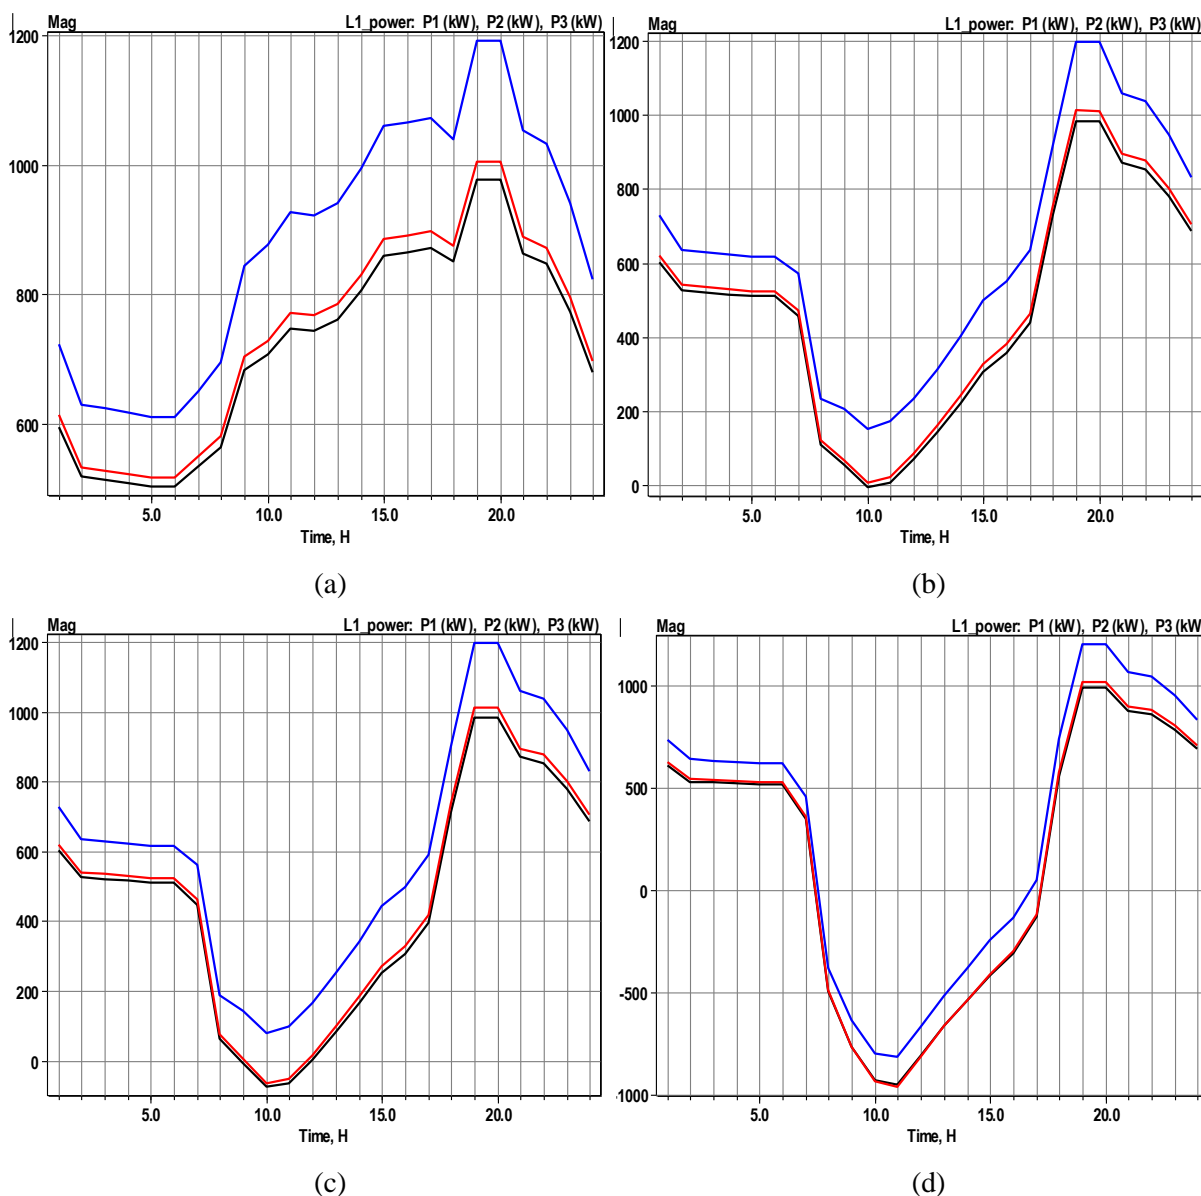 Mag L1_power: P1 (kW), P2 (kW), P3 (kW)
1200
1000
800
600
5.0 10.0 15.0 20.0
Time, H
(a)
Mag L1_power: P1 (kW), P2 (kW), P3 (kW)
1200
1000
800
600
400
200
0
5.0 10.0 15.0 20.0
Time, H
(b)
Mag L1_power: P1 (kW), P2 (kW), P3 (kW)
1200
1000
800
600
400
200
0
5.0 10.0 15.0 20.0
Time, H
(c)
Mag L1_power: P1 (kW), P2 (kW), P3 (kW
1000
500
0
-500
-1000
5.0 10.0 15.0 20.0
Time, H
(d)